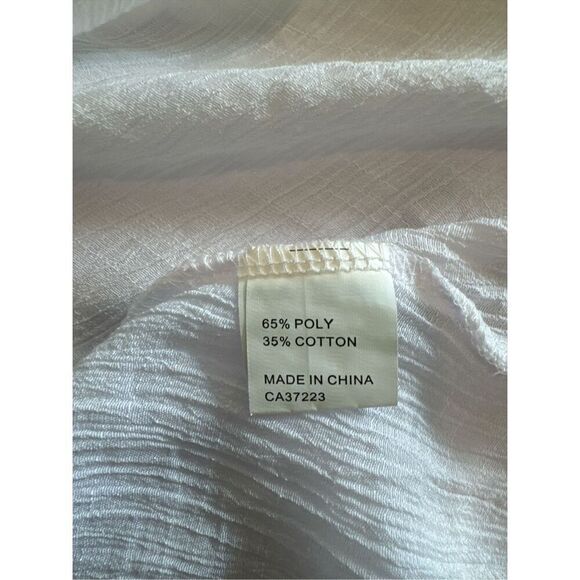 65% POLY
35% COTTON
MADE IN CHINA
CA37223